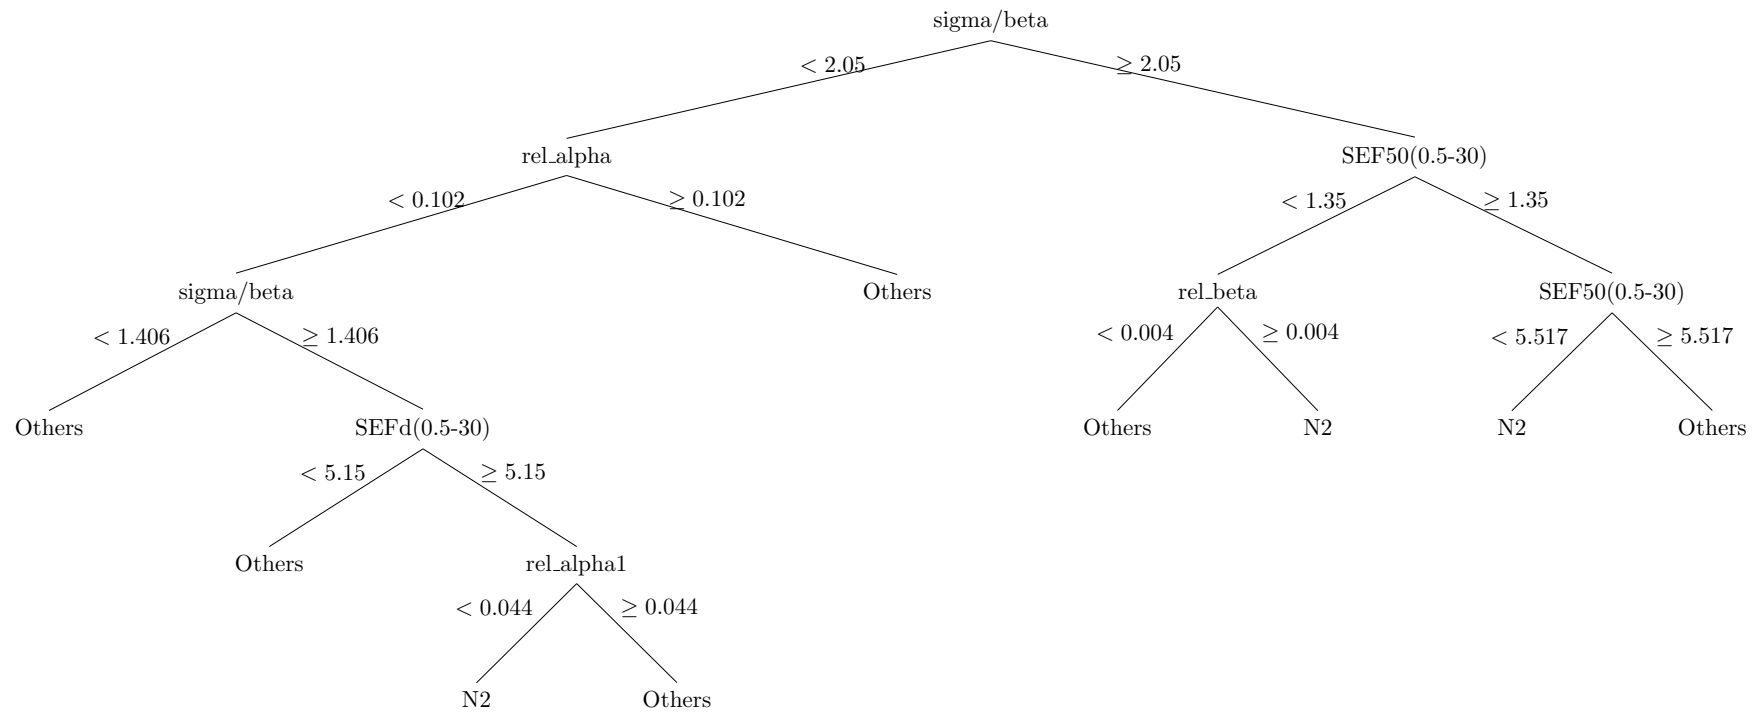 sigma/beta
< 2.05
≥ 2.05
rel_alpha
SEF50(0.5-30)
< 0.102
≥ 0.102
< 1.35
≥ 1.35
sigma/beta
Others
rel_beta
SEF50(0.5-30)
< 1.406
≥ 1.406
< 0.004
≥ 0.004
< 5.517
≥ 5.517
Others
SEFd(0.5-30)
Others
N2
N2
Others
< 5.15
≥ 5.15
Others
rel_alpha1
< 0.044
≥ 0.044
N2
Others